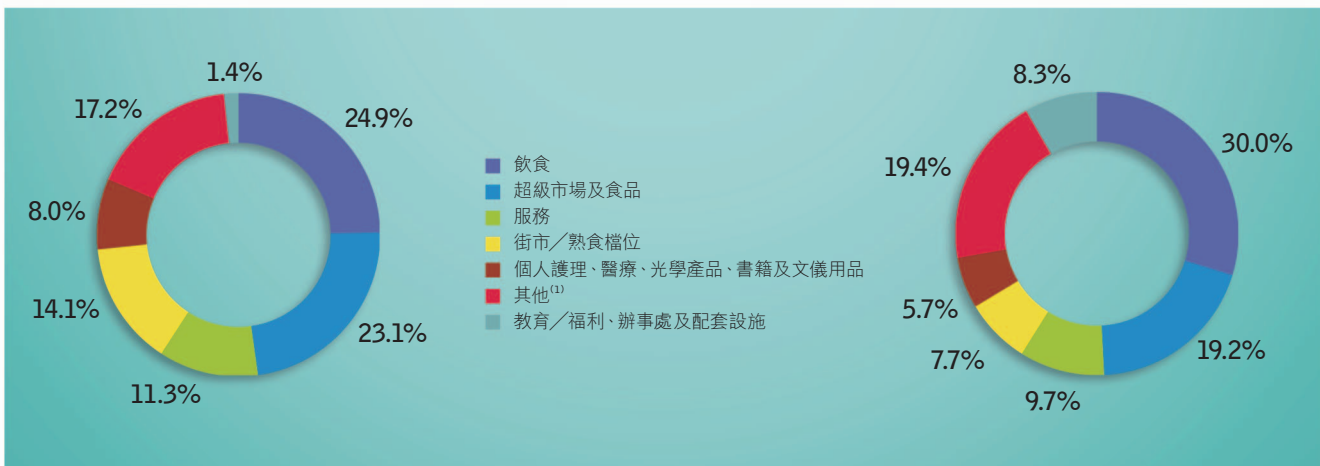 1.4%
17.2%
24.9%
8.0%
14.1%
23.1%
11.3%
飲食
超級市場及食品
服務
街市／熟食檔位
個人護理、醫療、光學產品、書籍及文儀用品
其他⁽¹⁾
教育／福利、辦事處及配套設施
8.3%
30.0%
19.4%
5.7%
7.7%
19.2%
9.7%